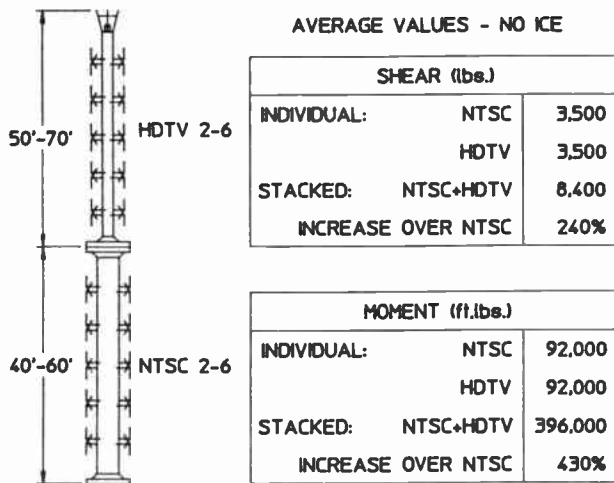 AVERAGE VALUES - NO ICE
50'-70'
HDTV 2-6
40'-60'
NTSC 2-6
SHEAR (lbs.)
INDIVIDUAL: NTSC 3,500
HDTV 3,500
STACKED: NTSC+HDTV 8,400
INCREASE OVER NTSC 240%
MOMENT (ft.lbs.)
INDIVIDUAL: NTSC 92,000
HDTV 92,000
STACKED: NTSC+HDTV 396,000
INCREASE OVER NTSC 430%